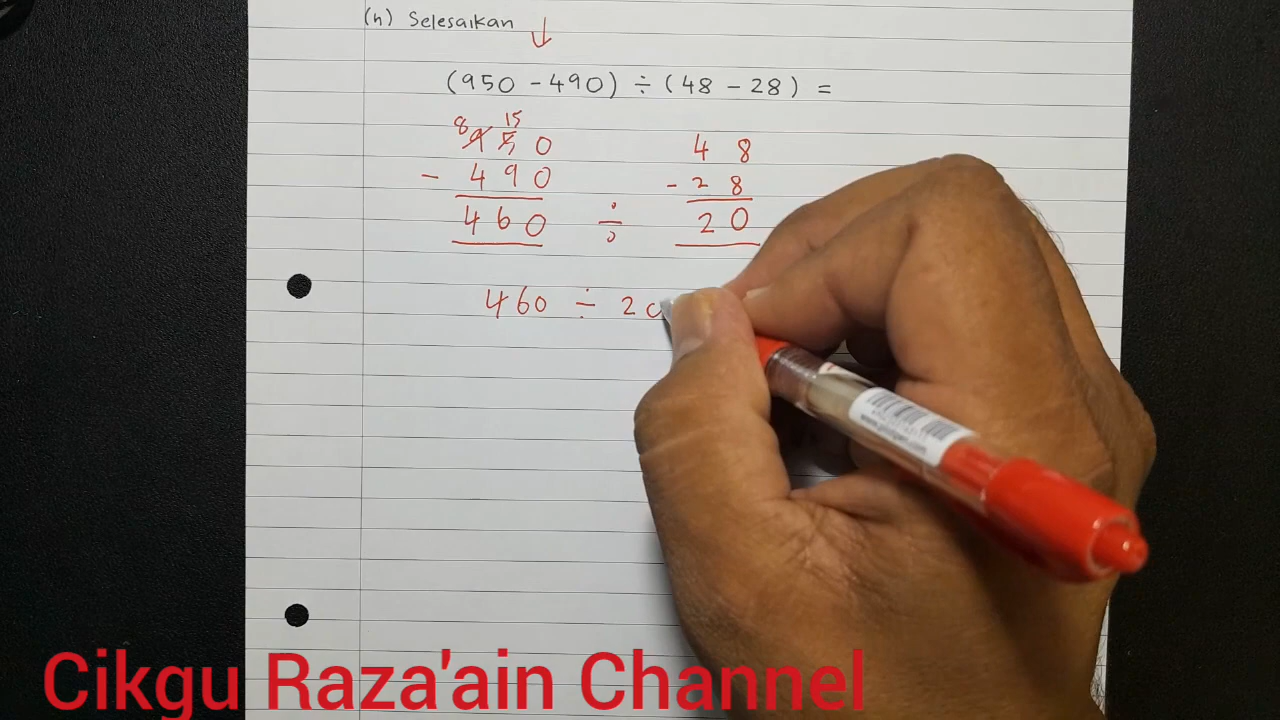 (h) Selesaikan ↓
(950 - 490) ÷ (48 - 28) =
8 15
9 5 0
- 4 9 0
4 6 0
÷
4 8
- 2 8
2 0
460 ÷ 20
Cikgu Raza'ain Channel